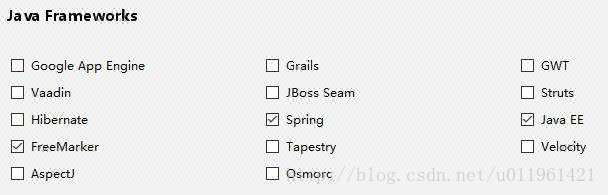 Java Frameworks
Google App Engine Grails GWT
Vaadin JBoss Seam Struts
Hibernate Spring Java EE
FreeMarker Tapestry Velocity
AspectJ Osmorc
http://blog.csdn.net/u011961421